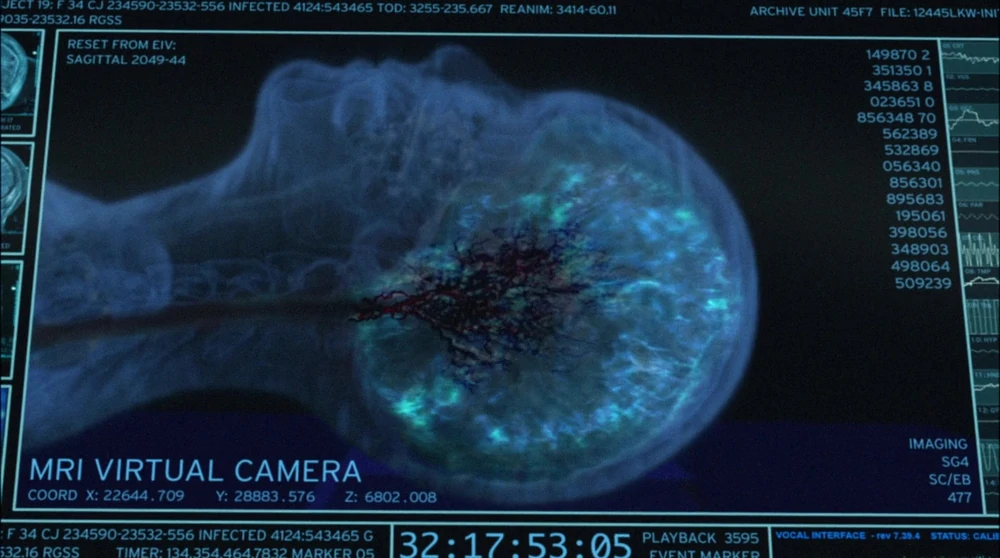 JECT 19: F 34 CJ 234590-23532-556 INFECTED 4124:543465 TOD: 3255-235.667 REANIM: 3414-60.11
ARCHIVE UNIT 45F7 FILE: 12445LKW-INI
9035-23532.16 RGSS
RESET FROM EIV:
SAGITTAL 2049-44
149870 2
351350 1
345863 8
023651 0
856348 70
562389
532869
056340
856301
895683
195061
398056
348903
498064
509239
IMAGING
SG4
SC/EB
477
MRI VIRTUAL CAMERA
COORD X: 22644.709 Y: 28883.576 Z: 6802.008
: F 34 CJ 234590-23532-556 INFECTED 4124:543465 G
532.16 RGSS TIMER: 134.354.464.7832 MARKER 05
32:17:53:05
PLAYBACK 3595
EVENT MARKER
VOCAL INTERFACE - rev 7.39.4 STATUS: CALI